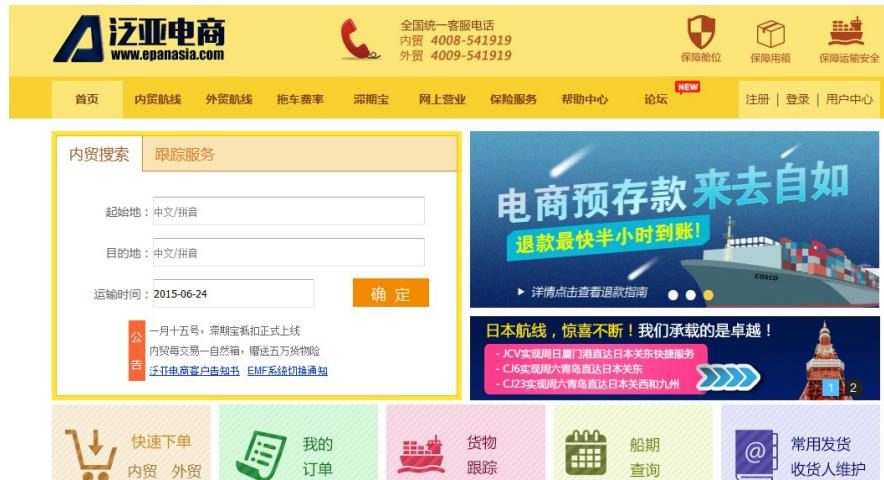 泛亚电商
www.epanasia.com
全国统一客服电话
内贸 4008-541919
外贸 4009-541919
保障舱位
保障用箱
保障运输安全
首页 内贸航线 外贸航线 拖车费率 滞期宝 网上营业 保险服务 帮助中心 论坛 NEW 注册 | 登录 | 用户中心
内贸搜索 跟踪服务
起始地：中文/拼音
目的地：中文/拼音
运输时间：2015-06-24
确 定
公告
一月十五号，滞期宝抵扣正式上线
内贸每交易一自然箱，赠送五万货物险
泛亚电商客户告知书 EMF系统切换通知
电商预存款来去自如
退款最快半小时到账!
COSCO
▶ 详情点击查看退款指南
日本航线，惊喜不断！我们承载的是卓越！
- JCV实现周日厦门港直达日本关东快捷服务
- CJ6实现周六青岛直达日本关东
- CJ23实现周六青岛直达日本关西和九州
1 2
快速下单
内贸 外贸
我的
订单
货物
跟踪
船期
查询
@
常用发货
收货人维护